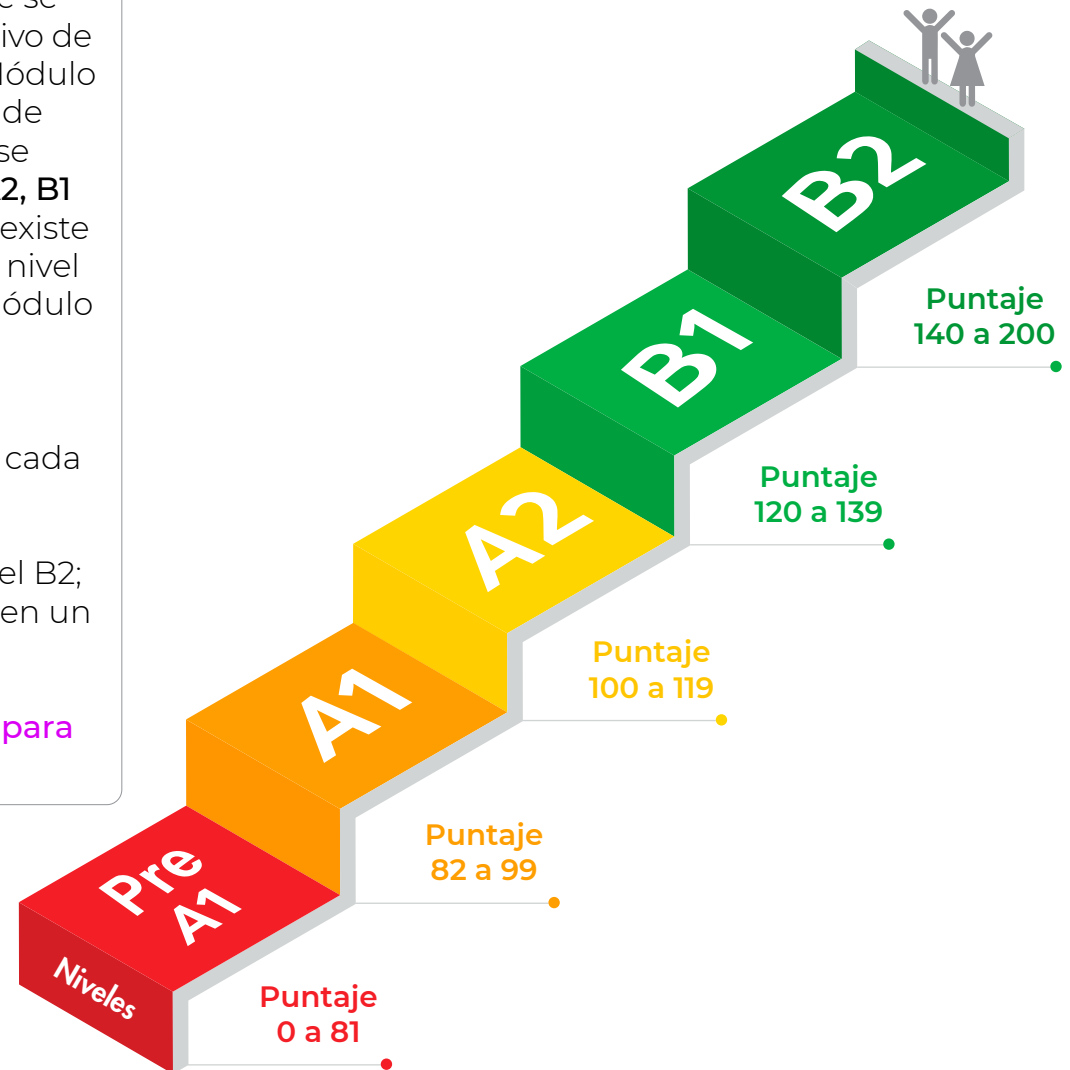 ivo de
de
se
2, B1
existe
nivel
ódulo
cada
el B2;
en un
para
B2
B1
A2
A1
Pre
A1
Niveles
Puntaje
140 a 200
Puntaje
120 a 139
Puntaje
100 a 119
Puntaje
82 a 99
Puntaje
0 a 81